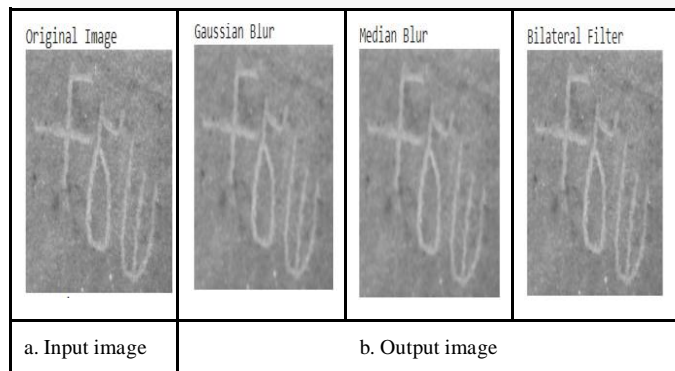 Original Image
Gaussian Blur
Median Blur
Bilateral Filter
a. Input image
b. Output image